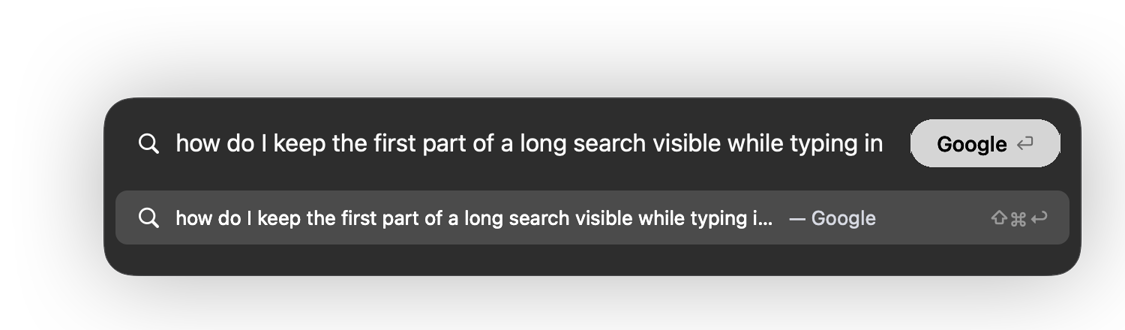 how do I keep the first part of a long search visible while typing in Google ↩
how do I keep the first part of a long search visible while typing i... — Google ⇧⌘↩